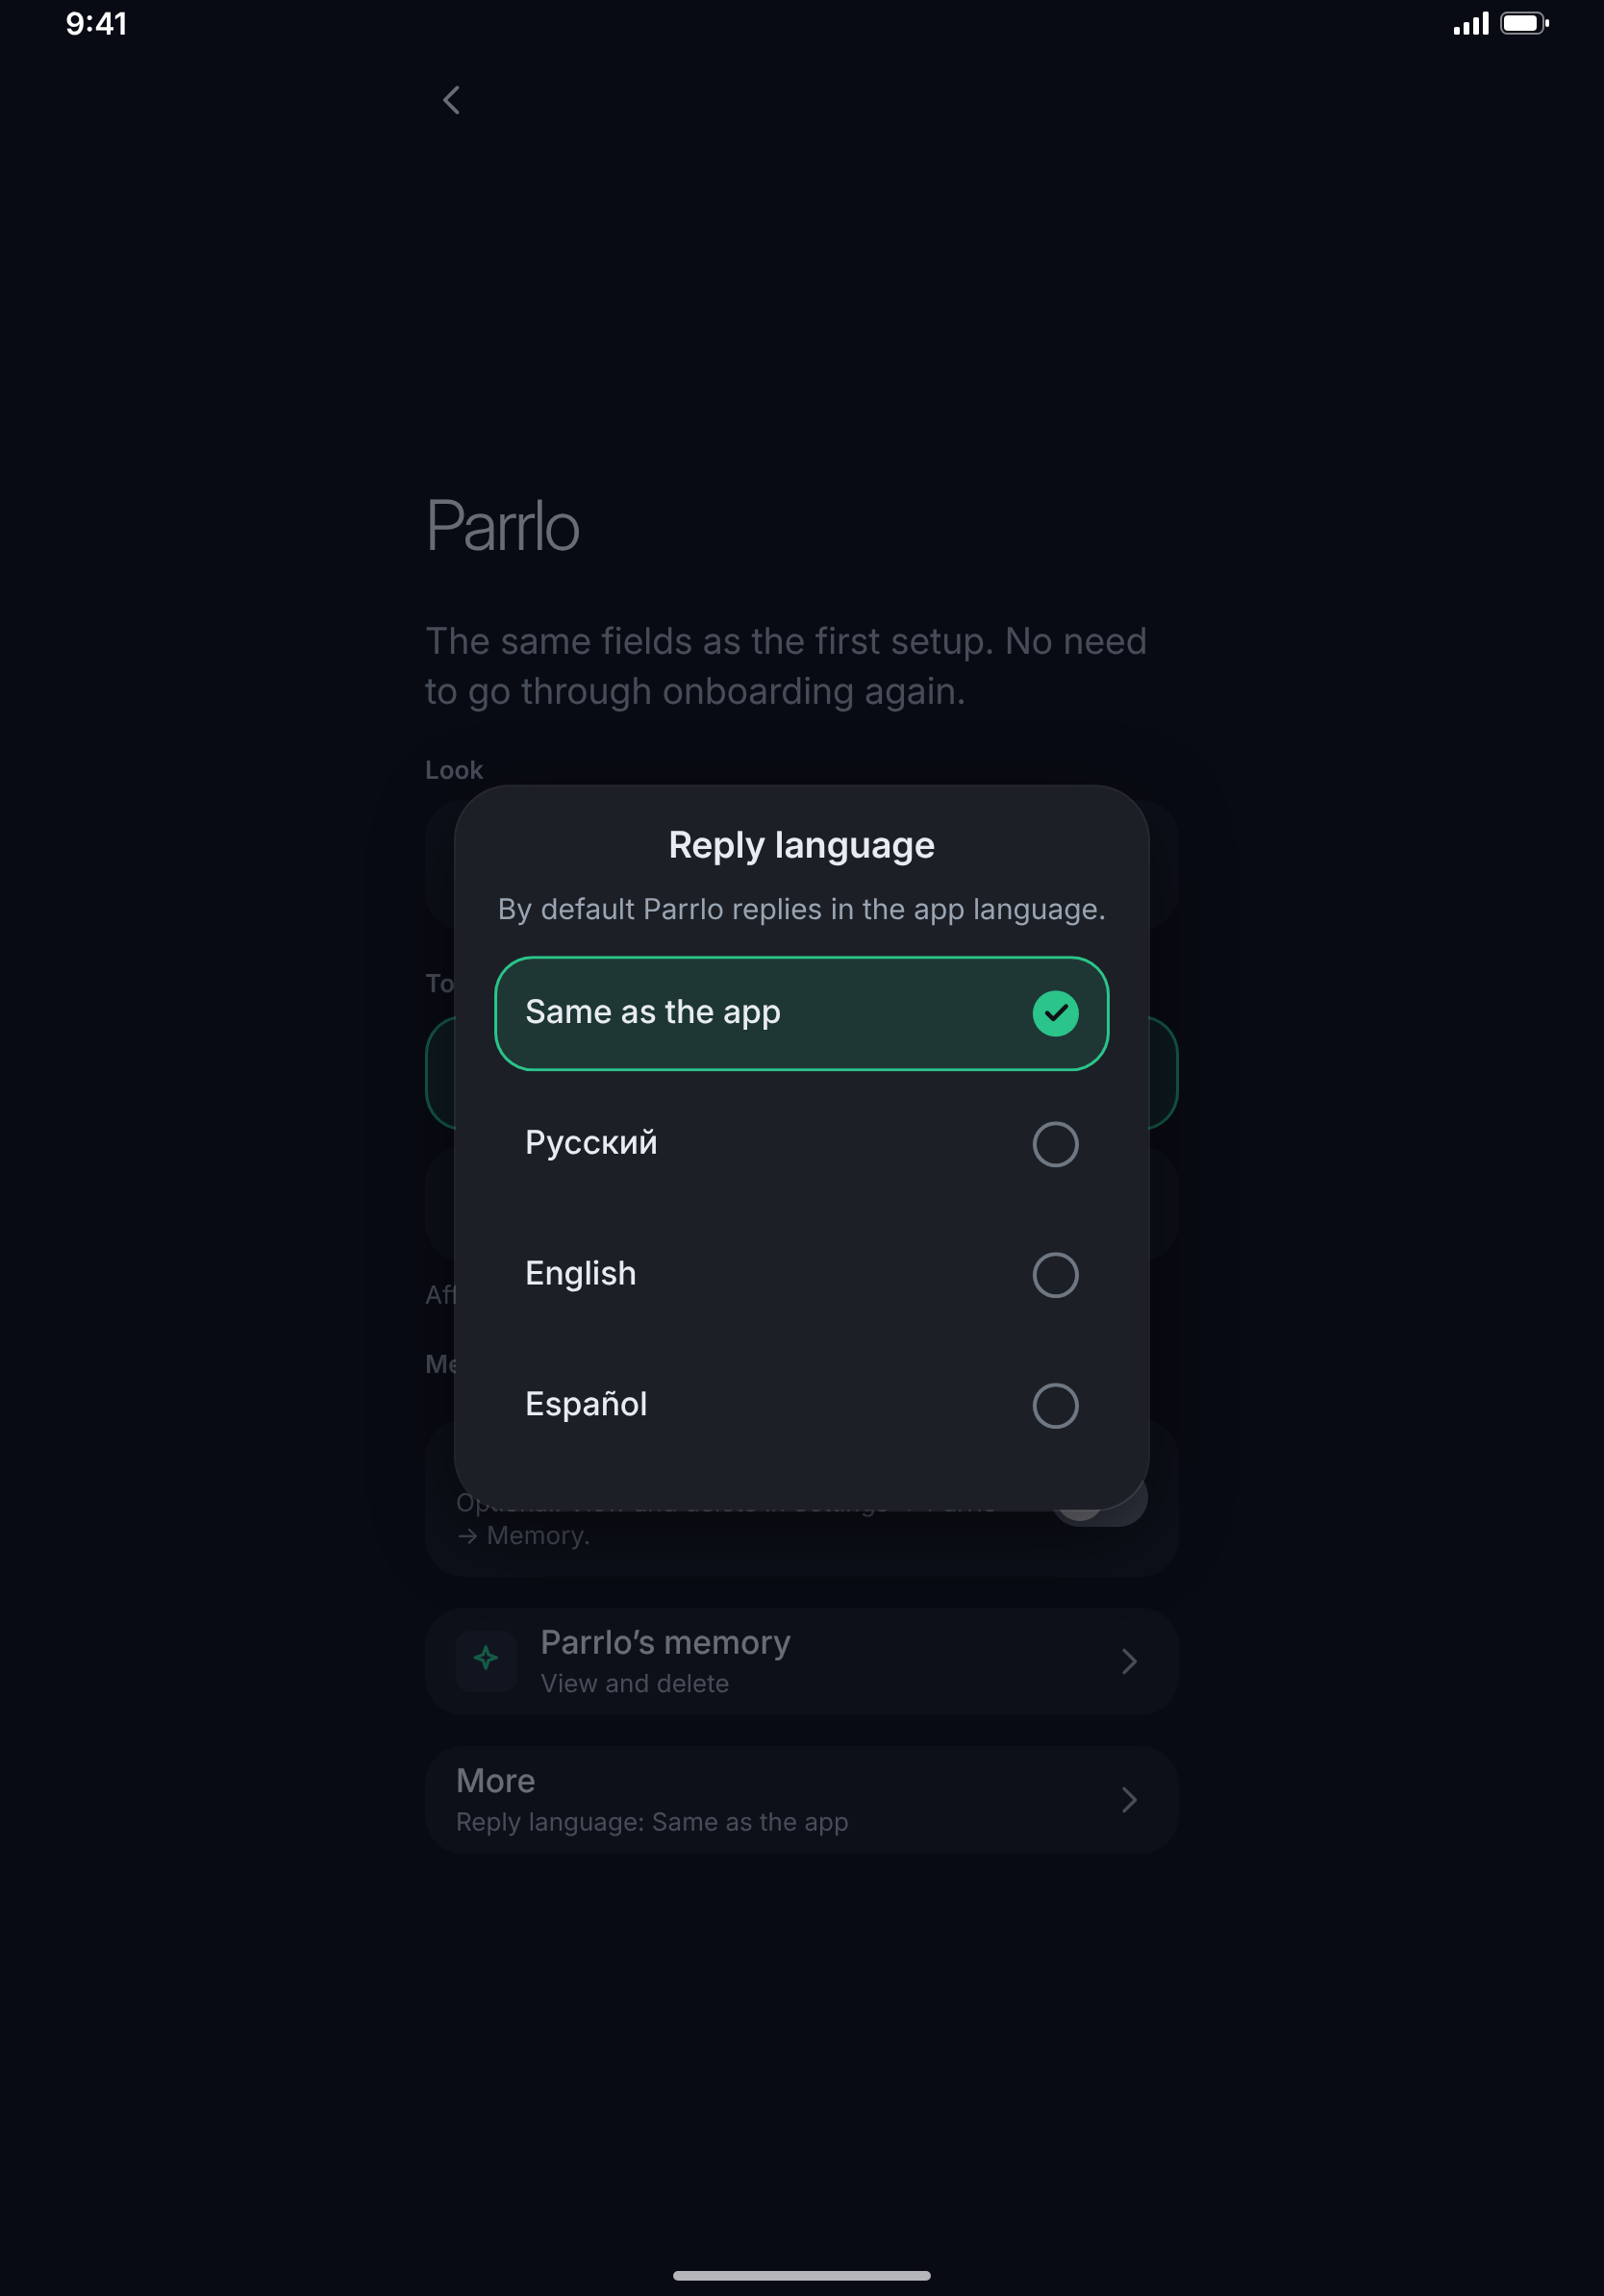 9:41
Parrlo
The same fields as the first setup. No need
to go through onboarding again.
Look
Reply language
By default Parrlo replies in the app language.
Same as the app
Русский
English
Español
→ Memory.
Parrlo’s memory
View and delete
More
Reply language: Same as the app